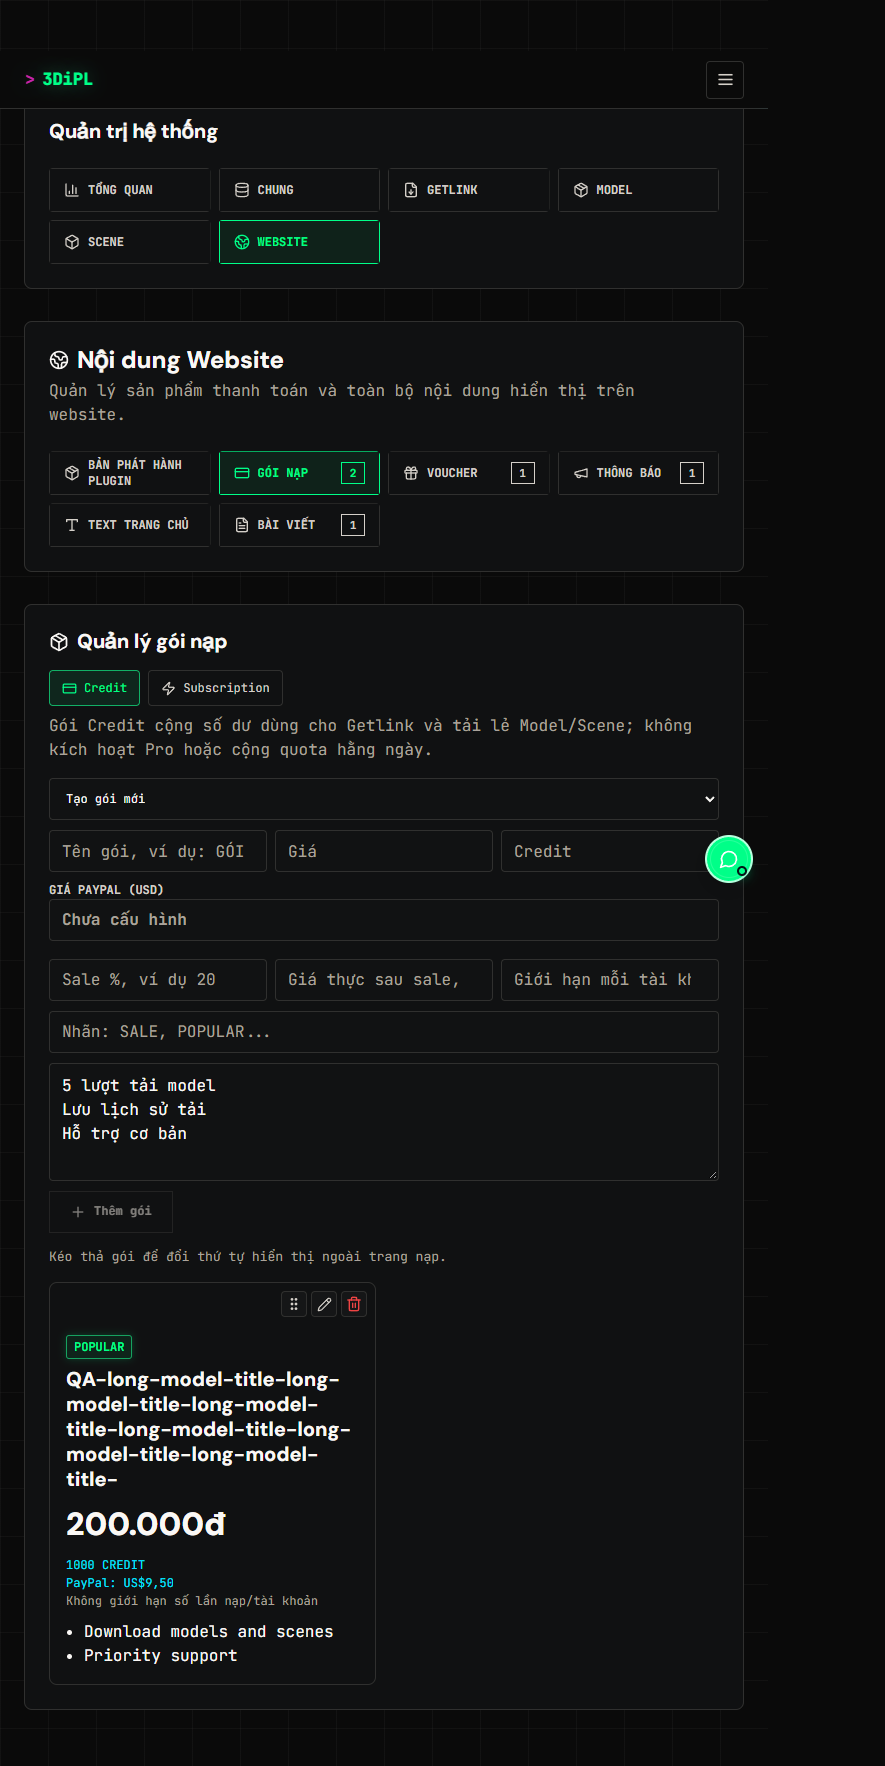 > 3DiPL
Quản trị hệ thống
TỔNG QUAN
CHUNG
GETLINK
MODEL
SCENE
WEBSITE
Nội dung Website
Quản lý sản phẩm thanh toán và toàn bộ nội dung hiển thị trên
website.
BẢN PHÁT HÀNH
PLUGIN
GÓI NẠP 2
VOUCHER 1
THÔNG BÁO 1
TEXT TRANG CHỦ
BÀI VIẾT 1
Quản lý gói nạp
Credit
Subscription
Gói Credit cộng số dư dùng cho Getlink và tải lẻ Model/Scene; không
kích hoạt Pro hoặc cộng quota hằng ngày.
Tạo gói mới
Tên gói, ví dụ: GÓI
Giá
Credit
GIÁ PAYPAL (USD)
Chưa cấu hình
Sale %, ví dụ 20
Giá thực sau sale,
Giới hạn mỗi tài kh
Nhãn: SALE, POPULAR...
5 lượt tải model
Lưu lịch sử tải
Hỗ trợ cơ bản
Thêm gói
Kéo thả gói để đổi thứ tự hiển thị ngoài trang nạp.
POPULAR
QA-long-model-title-long-
model-title-long-model-
title-long-model-title-long-
model-title-long-model-
title-
200.000đ
1000 CREDIT
PayPal: US$9,50
Không giới hạn số lần nạp/tài khoản
• Download models and scenes
• Priority support